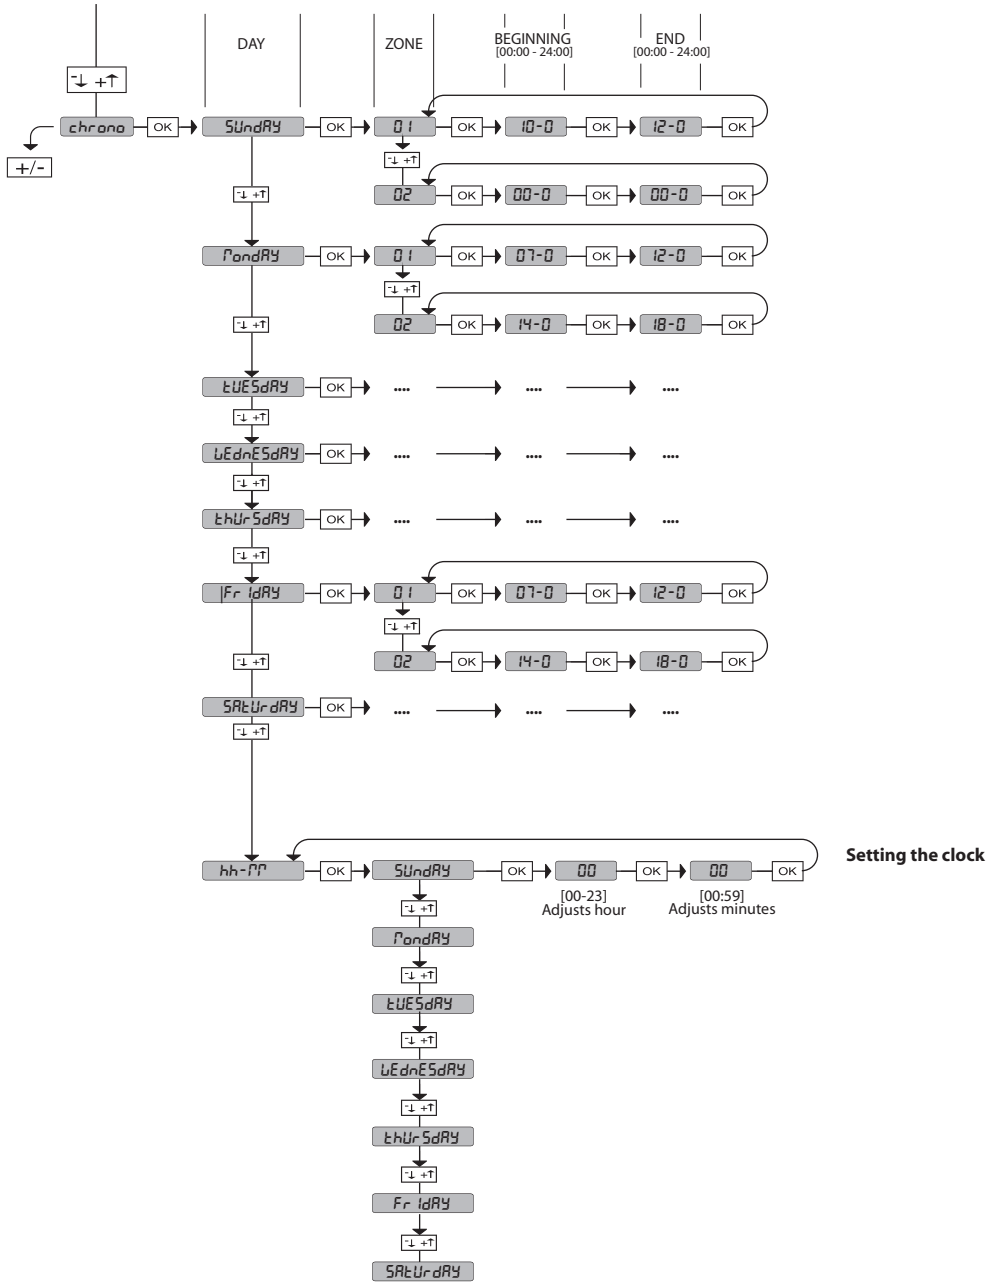 DAY ZONE BEGINNING END
[00:00 - 24:00] [00:00 - 24:00]
-↓ +↑
chrono OK SUndAY OK 01 OK 10-0 OK 12-0 OK
+/-
-↓ +↑
-↓ +↑ 02 OK 00-0 OK 00-0 OK
MondAY OK 01 OK 07-0 OK 12-0 OK
-↓ +↑
-↓ +↑ 02 OK 14-0 OK 18-0 OK
tUESdAY OK .... .... ....
-↓ +↑
WEdnESdAY OK .... .... ....
-↓ +↑
thUrSdAY OK .... .... ....
-↓ +↑
FrIdAY OK 01 OK 07-0 OK 12-0 OK
-↓ +↑
-↓ +↑ 02 OK 14-0 OK 18-0 OK
SAtUrdAY OK .... .... ....
-↓ +↑
Setting the clock
hh-MM OK SUndAY OK 00 OK 00 OK
[00-23] [00:59]
Adjusts hour Adjusts minutes
-↓ +↑
MondAY
-↓ +↑
tUESdAY
-↓ +↑
WEdnESdAY
-↓ +↑
thUrSdAY
-↓ +↑
FrIdAY
-↓ +↑
SAtUrdAY